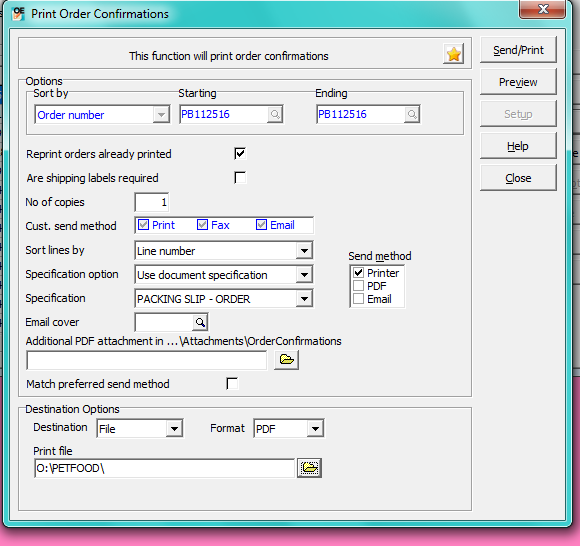 OE Print Order Confirmations
This function will print order confirmations
Send/Print
Preview
Setup
Help
Close
Options
Sort by Starting Ending
Order number PB112516 PB112516
Reprint orders already printed
Are shipping labels required
No of copies 1
Cust. send method Print Fax Email
Sort lines by Line number
Send method
Specification option Use document specification Printer
PDF
Specification PACKING SLIP - ORDER Email
Email cover
Additional PDF attachment in ...\Attachments\OrderConfirmations
Match preferred send method
Destination Options
Destination File Format PDF
Print file
O:\PETFOOD\